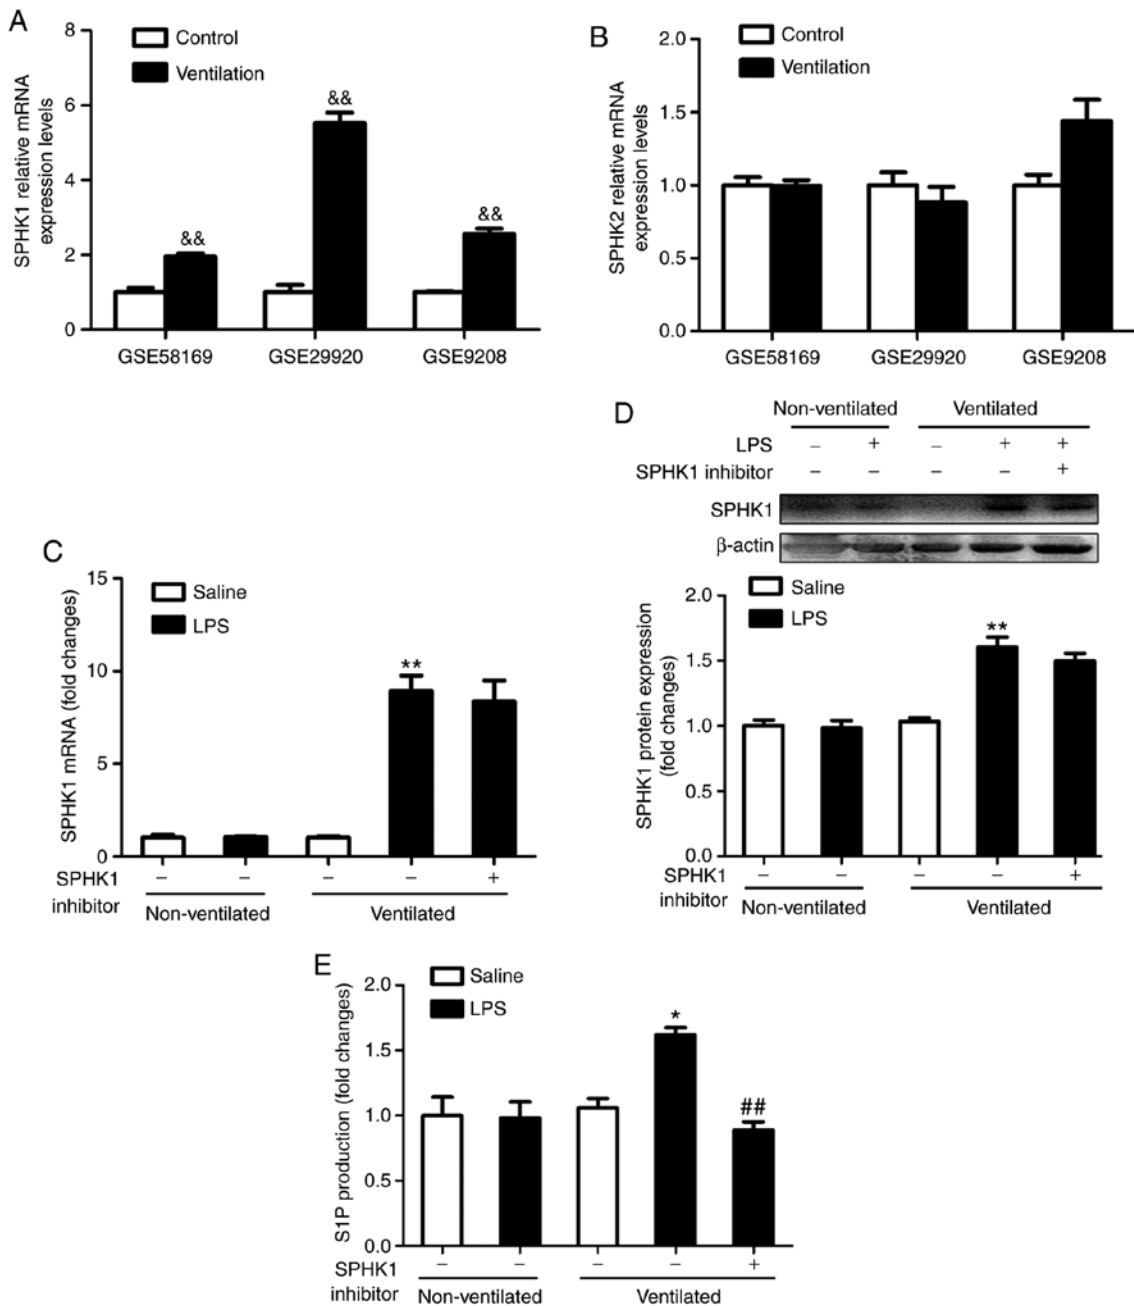 A
SPHK1 relative mRNA
expression levels
8
6
4
2
0
Control
Ventilation
&&
&&
&&
GSE58169 GSE29920 GSE9208
B
SPHK2 relative mRNA
expression levels
2.0
1.5
1.0
0.5
0.0
Control
Ventilation
GSE58169 GSE29920 GSE9208
C
SPHK1 mRNA (fold changes)
15
10
5
0
Saline
LPS
**
SPHK1
inhibitor
– – – – +
Non-ventilated Ventilated
D
Non-ventilated Ventilated
LPS – + – + +
SPHK1 inhibitor – – – – +
SPHK1
β-actin
SPHK1 protein expression
(fold changes)
2.0
1.5
1.0
0.5
0.0
Saline
LPS
**
SPHK1
inhibitor
– – – – +
Non-ventilated Ventilated
E
S1P production (fold changes)
2.0
1.5
1.0
0.5
0.0
Saline
LPS
*
##
SPHK1
inhibitor
– – – – +
Non-ventilated Ventilated